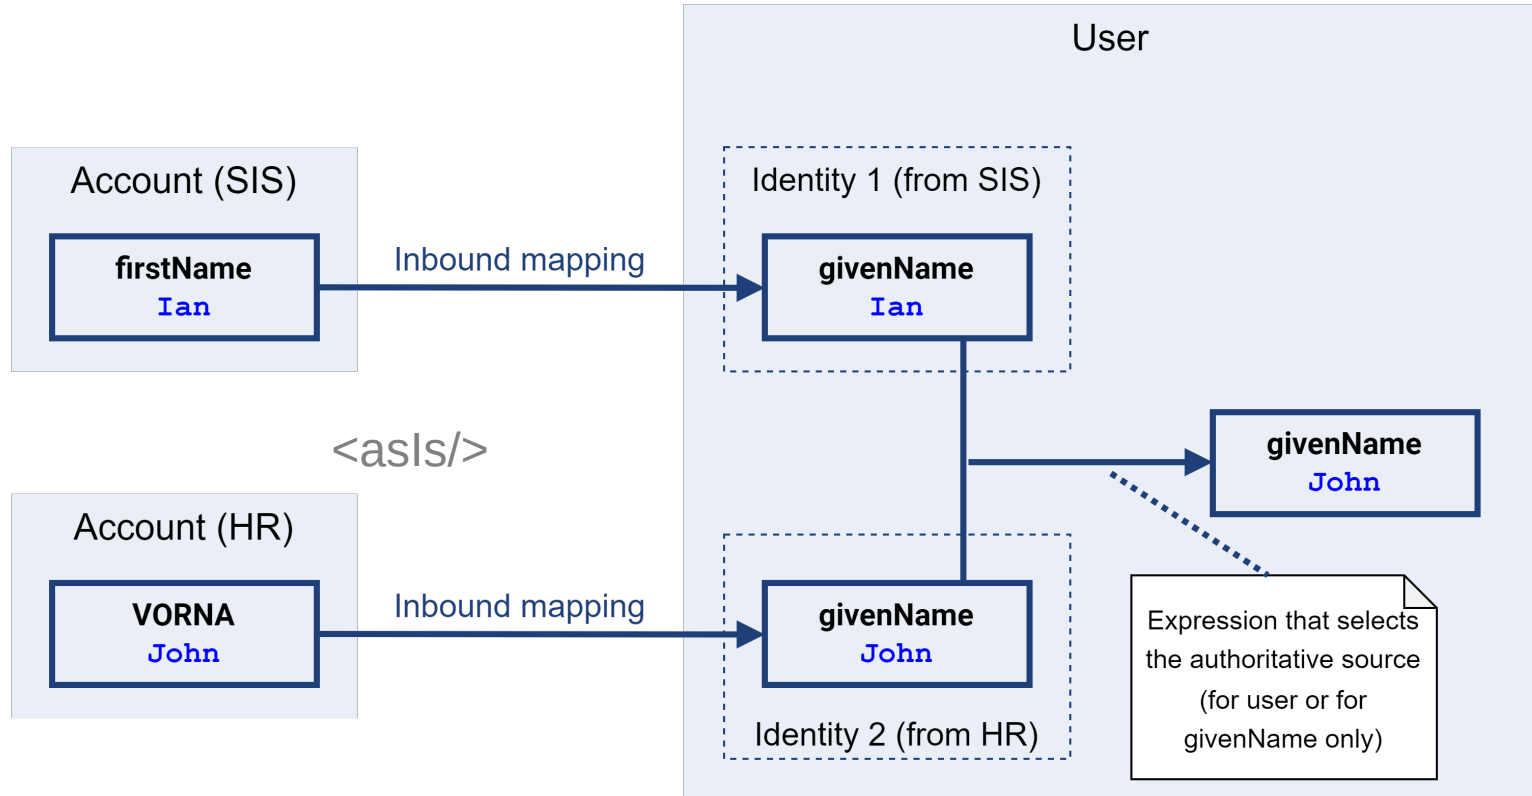 User
Account (SIS)
firstName
Ian
Inbound mapping
Identity 1 (from SIS)
givenName
Ian
<asIs/>
givenName
John
Account (HR)
VORNA
John
Inbound mapping
givenName
John
Identity 2 (from HR)
Expression that selects
the authoritative source
(for user or for
givenName only)